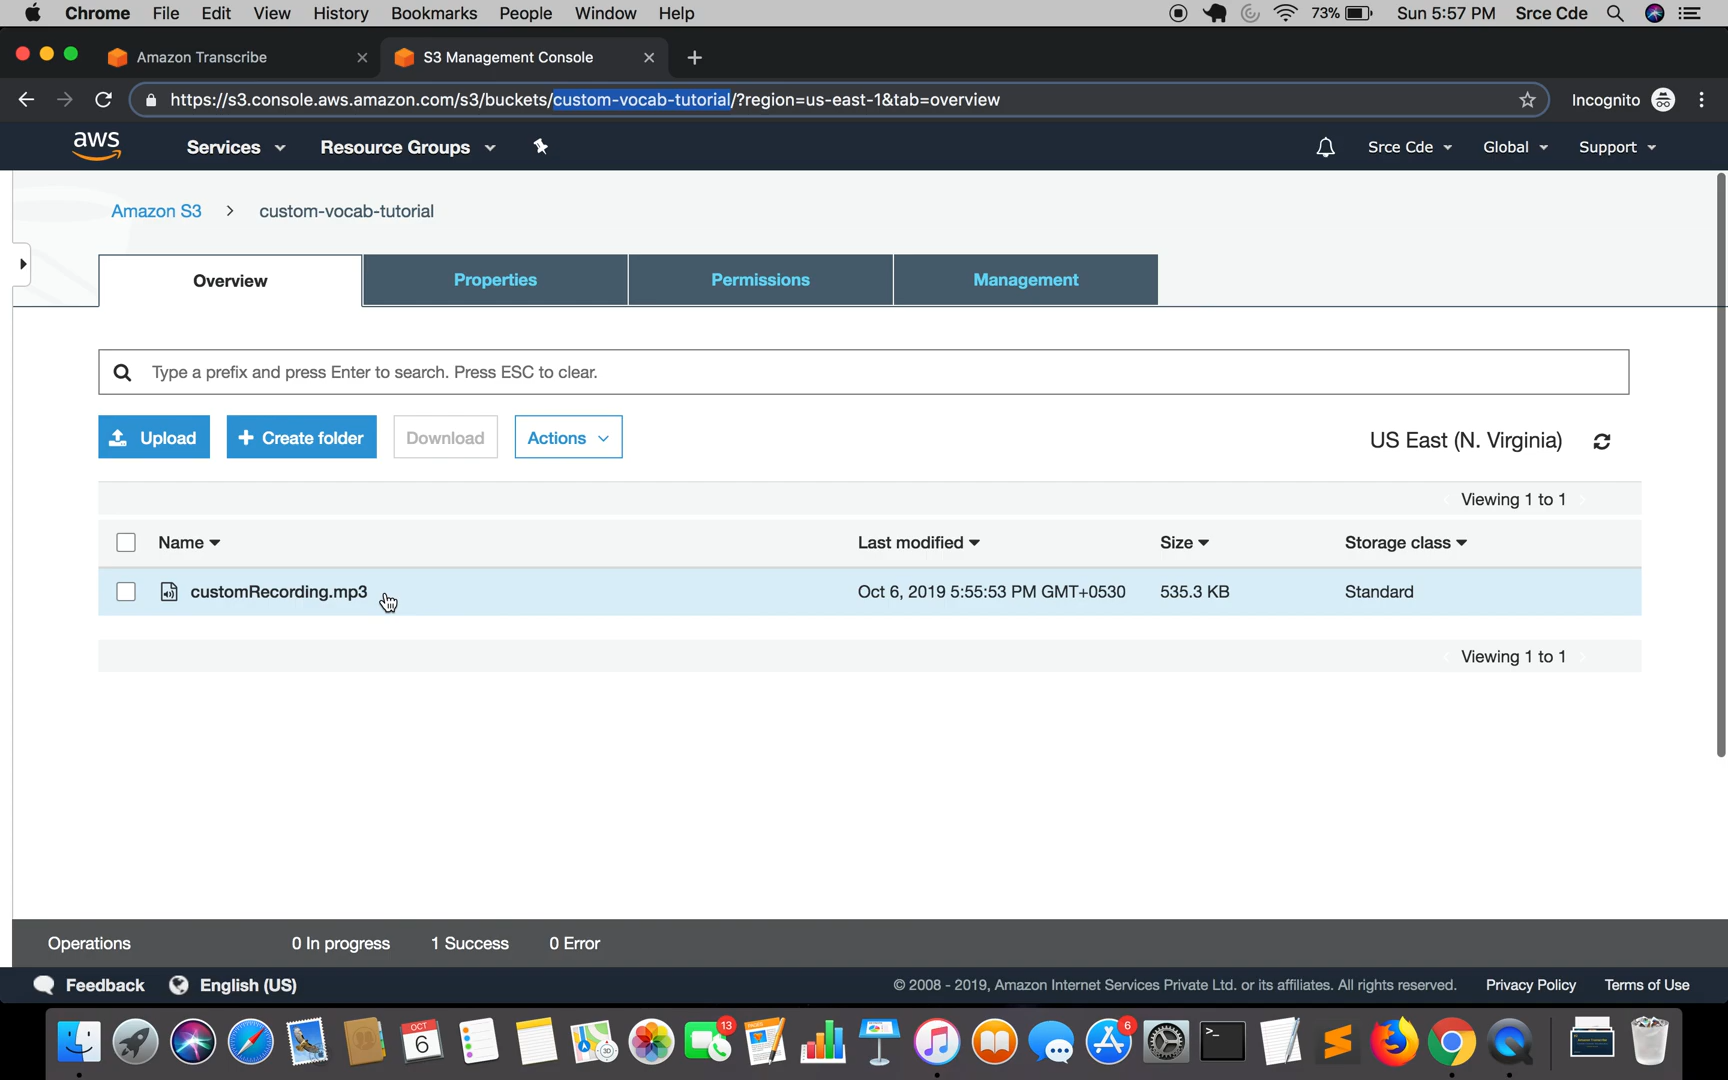 Chrome File Edit View History Bookmarks People Window Help 73% Sun 5:57 PM Srce Cde
Amazon Transcribe S3 Management Console
https://s3.console.aws.amazon.com/s3/buckets/custom-vocab-tutorial/?region=us-east-1&tab=overview Incognito
aws Services Resource Groups Srce Cde Global Support
Amazon S3 > custom-vocab-tutorial
Overview Properties Permissions Management
Type a prefix and press Enter to search. Press ESC to clear.
Upload + Create folder Download Actions US East (N. Virginia)
Viewing 1 to 1
Name Last modified Size Storage class
customRecording.mp3 Oct 6, 2019 5:55:53 PM GMT+0530 535.3 KB Standard
Viewing 1 to 1
Operations 0 In progress 1 Success 0 Error
Feedback English (US) © 2008 - 2019, Amazon Internet Services Private Ltd. or its affiliates. All rights reserved. Privacy Policy Terms of Use
OCT 6 3D 13 PAGES 6 >_